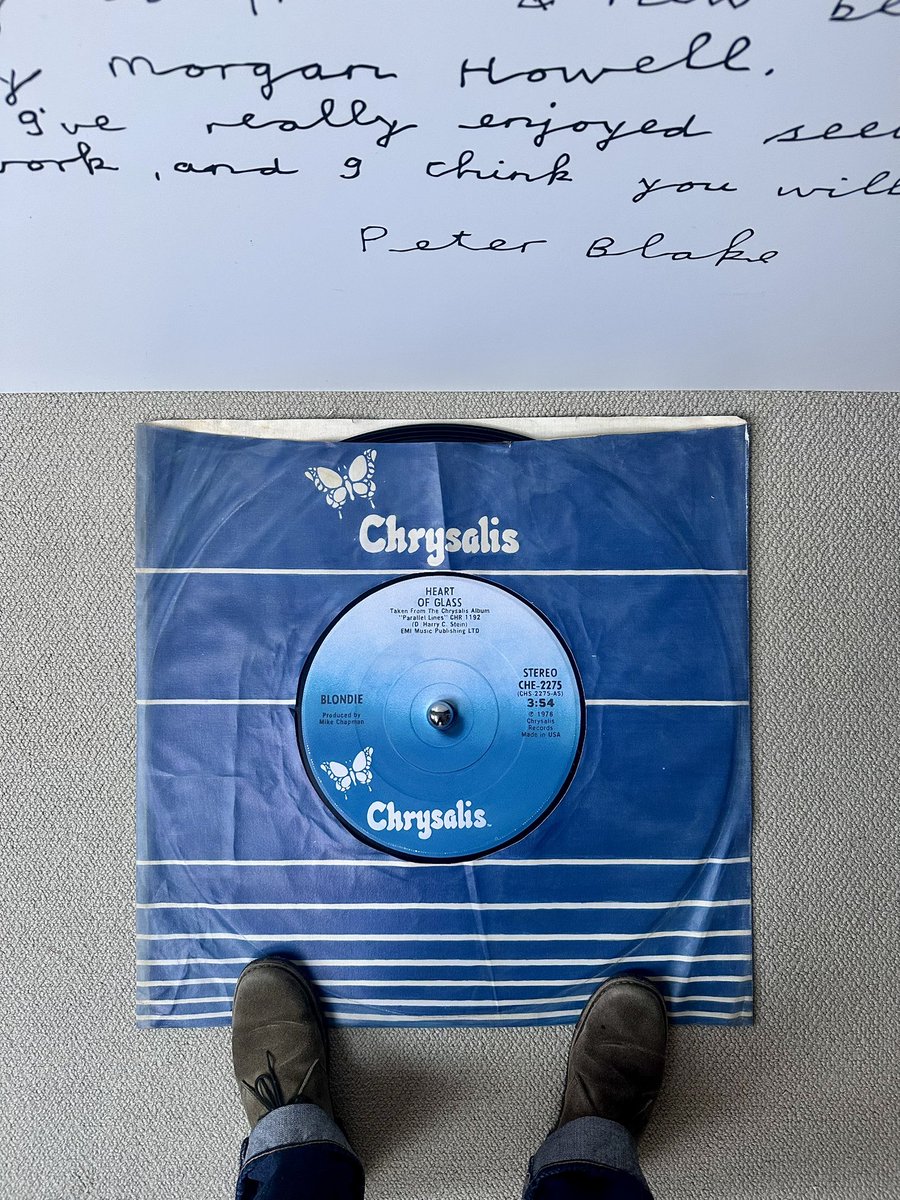 & new
y Morgan Howell.
I've really enjoyed
work, and I think you will
Peter Blake
Chrysalis
HEART
OF GLASS
Taken From The Chrysalis Album
"Parallel Lines" CHR 1192
(D. Harry C. Stein)
EMI Music Publishing LTD
BLONDIE
Produced by
Mike Chapman
STEREO
CHE-2275
(CHS 2275-AS)
3:54
℗ 1978
Chrysalis
Records
Made in USA
Chrysalis